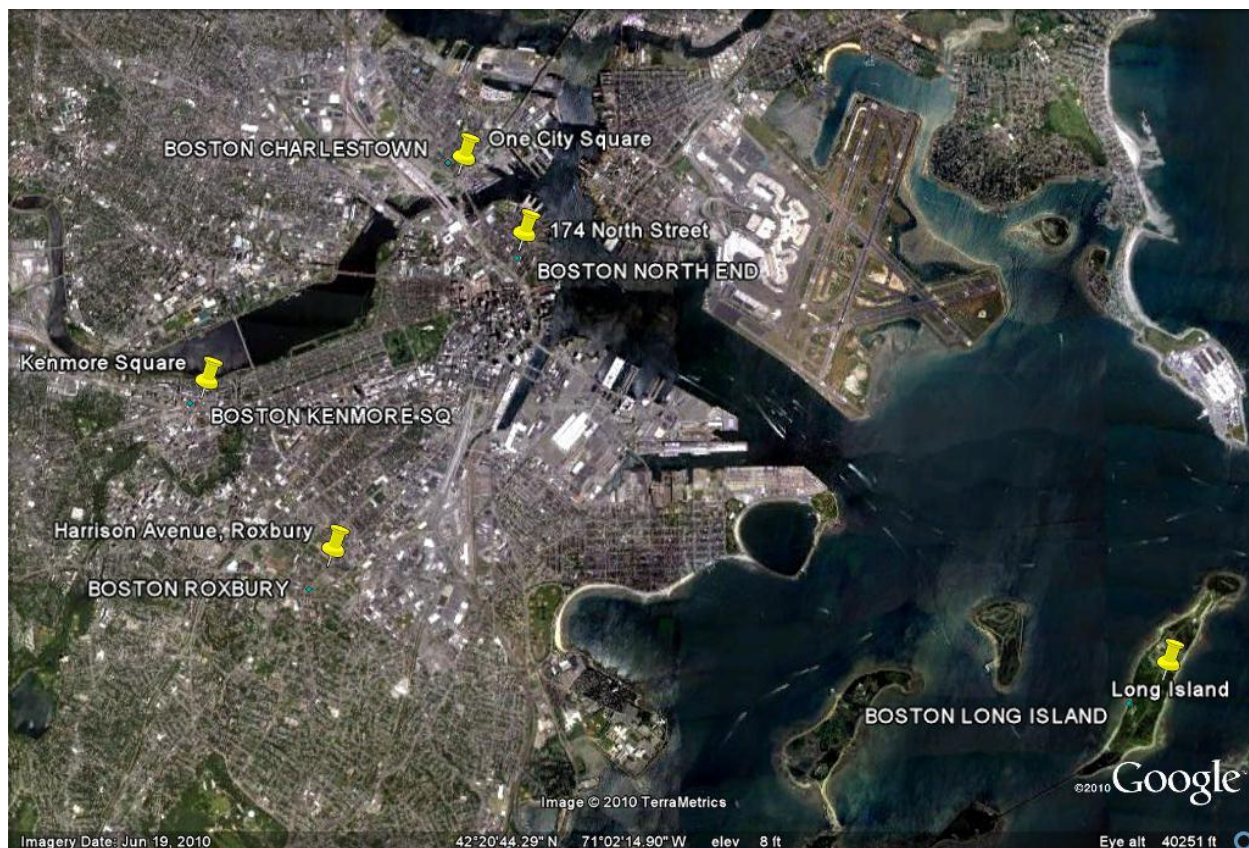 One City Square
BOSTON CHARLESTOWN
174 North Street
BOSTON NORTH END
Kenmore Square
BOSTON KENMORE-SQ
Harrison Avenue, Roxbury
BOSTON ROXBURY
Long Island
BOSTON LONG ISLAND
©2010 Google
Image © 2010 TerraMetrics
Imagery Date: Jun 19, 2010 42°20'44.29" N 71°02'14.90" W elev 8 ft Eye alt 40251 ft